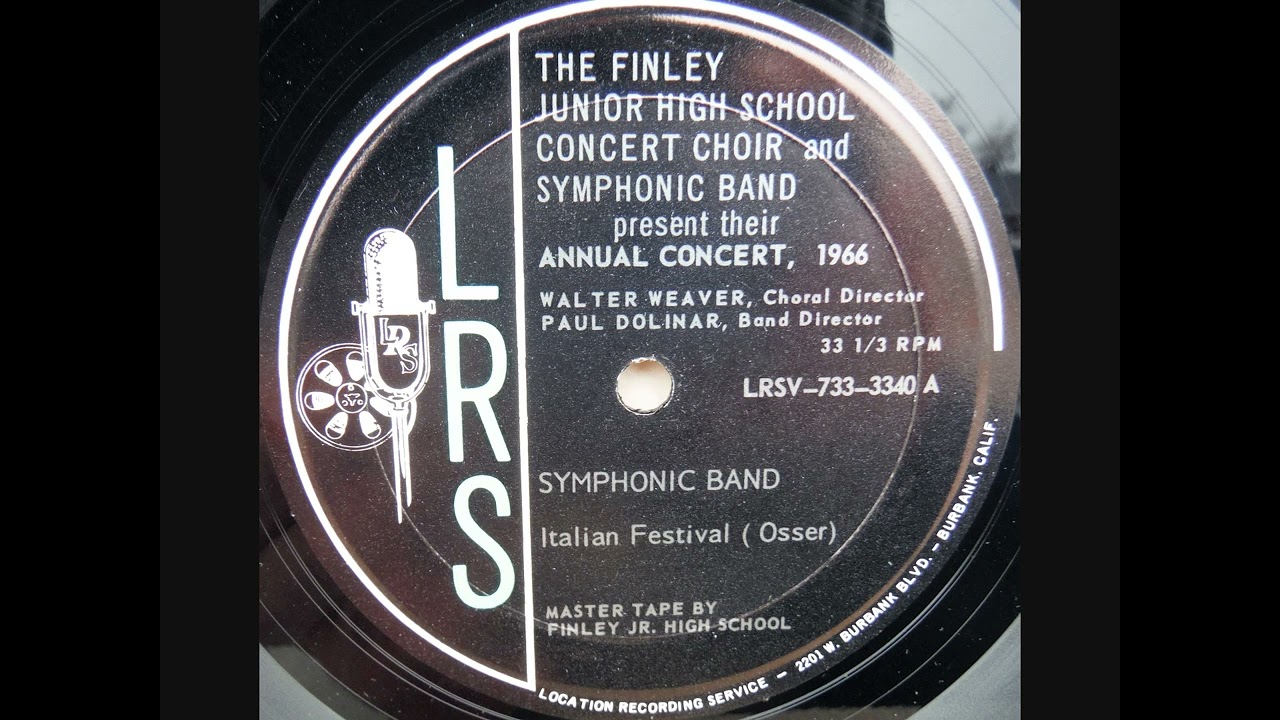 THE FINLEY
JUNIOR HIGH SCHOOL
CONCERT CHOIR and
SYMPHONIC BAND
present their
ANNUAL CONCERT, 1966
WALTER WEAVER, Choral Director
PAUL DOLINAR, Band Director
33 1/3 RPM
LRSV-733-3340 A
LRS
LRS
SYMPHONIC BAND
Italian Festival ( Osser)
MASTER TAPE BY
FINLEY JR. HIGH SCHOOL
LOCATION RECORDING SERVICE - 2201 W. BURBANK BLVD. - BURBANK, CALIF.